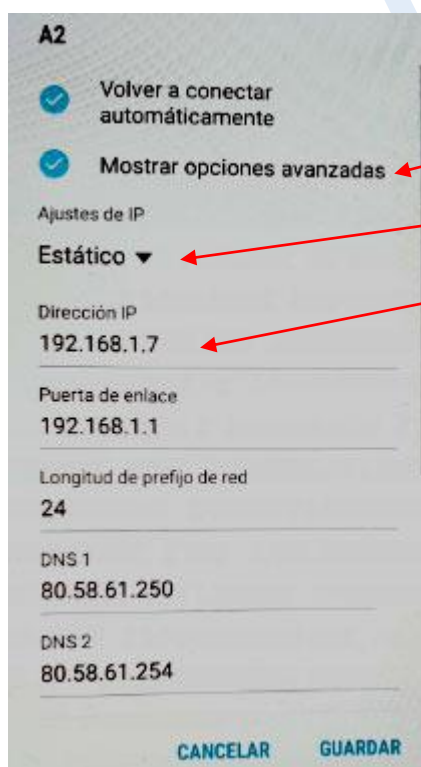 A2
Volver a conectar
automáticamente
Mostrar opciones avanzadas
Ajustes de IP
Estático
Dirección IP
192.168.1.7
Puerta de enlace
192.168.1.1
Longitud de prefijo de red
24
DNS 1
80.58.61.250
DNS 2
80.58.61.254
CANCELAR GUARDAR